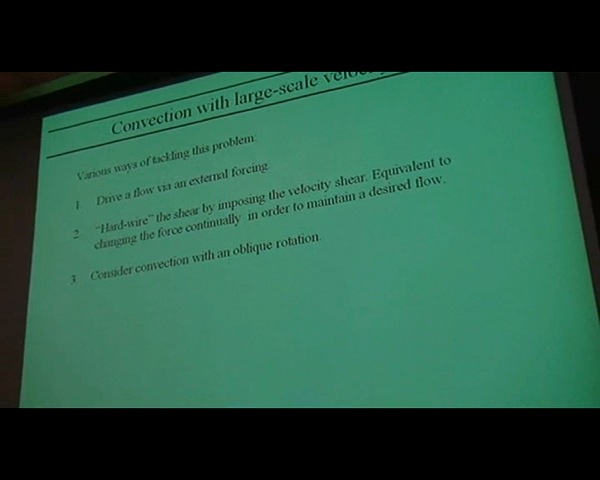 Convection with large-scale
Various ways of tackling this problem:
1. Drive a flow via an external forcing.
2. "Hard-wire" the shear by imposing the velocity shear. Equivalent to
changing the force continually in order to maintain a desired flow.
3. Consider convection with an oblique rotation.